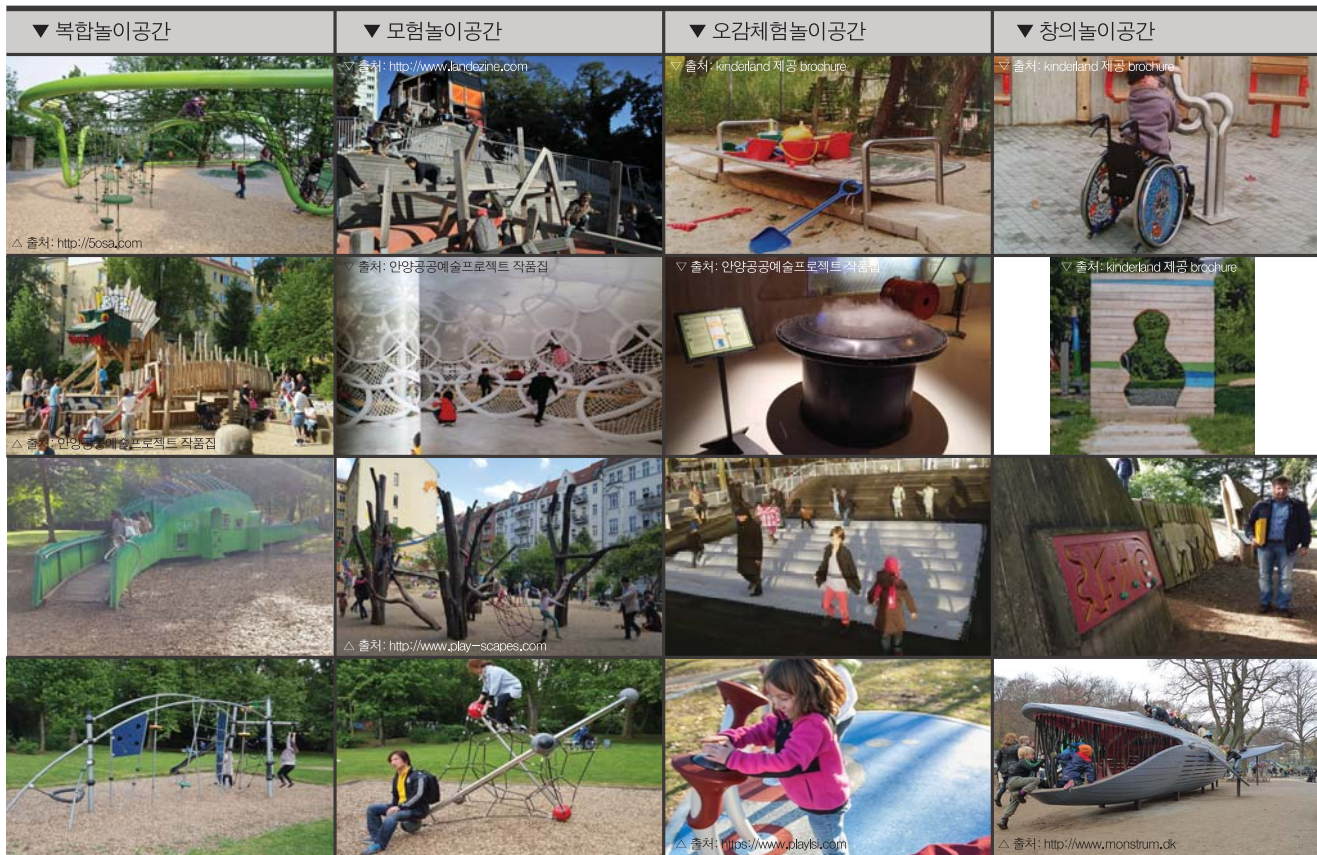 ▼ 복합놀이공간
▼ 모험놀이공간
▼ 오감체험놀이공간
▼ 창의놀이공간
△ 출처: http://5osa.com
▽ 출처: http://www.landezine.com
▽ 출처: kinderland 제공 brochure
▽ 출처: kinderland 제공 brochure
△ 출처: 안양공공예술프로젝트 작품집
▽ 출처: 안양공공예술프로젝트 작품집
▽ 출처: 안양공공예술프로젝트 작품집
▽ 출처: kinderland 제공 brochure
△ 출처: http://www.play-scapes.com
△ 출처: https://www.playlsi.com
△ 출처: http://www.monstrum.dk